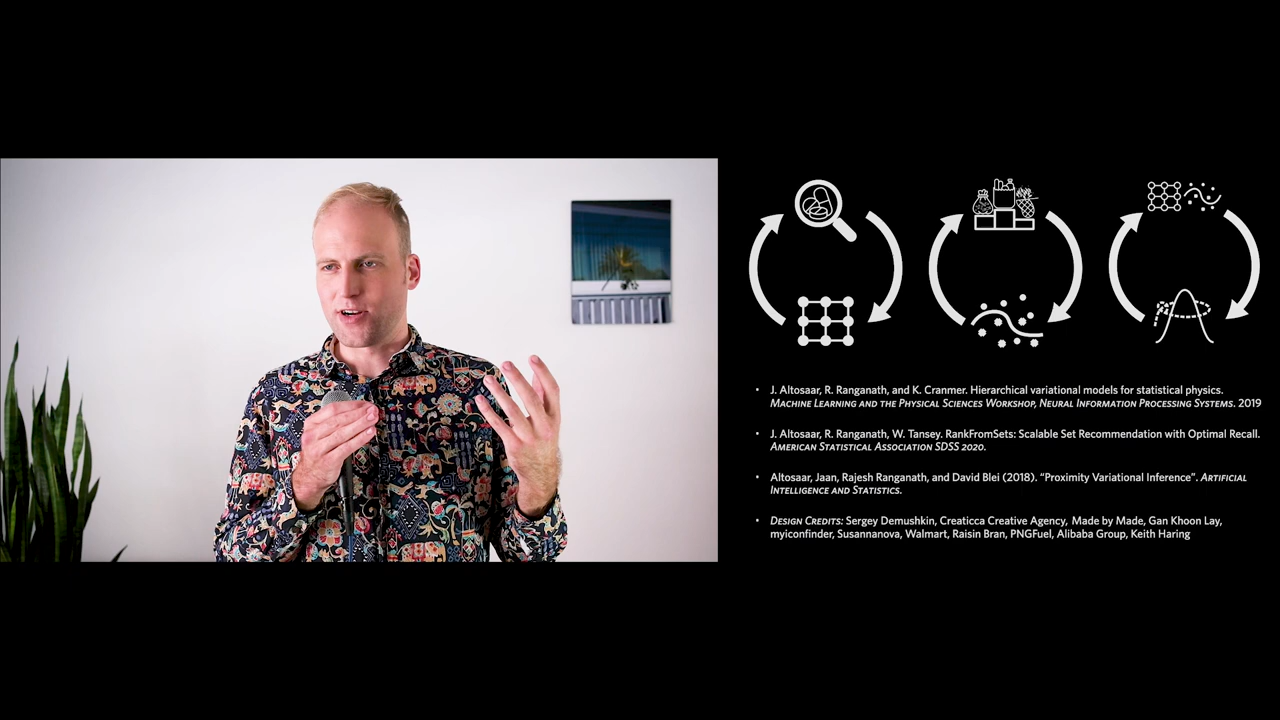 • J. Altosaar, R. Ranganath, and K. Cranmer. Hierarchical variational models for statistical physics.
Machine Learning and the Physical Sciences Workshop, Neural Information Processing Systems. 2019
• J. Altosaar, R. Ranganath, W. Tansey. RankFromSets: Scalable Set Recommendation with Optimal Recall.
American Statistical Association SDSS 2020.
• Altosaar, Jaan, Rajesh Ranganath, and David Blei (2018). “Proximity Variational Inference”. Artificial
Intelligence and Statistics.
• Design Credits: Sergey Demushkin, Creaticca Creative Agency, Made by Made, Gan Khoon Lay,
myiconfinder, Susannanova, Walmart, Raisin Bran, PNGFuel, Alibaba Group, Keith Haring